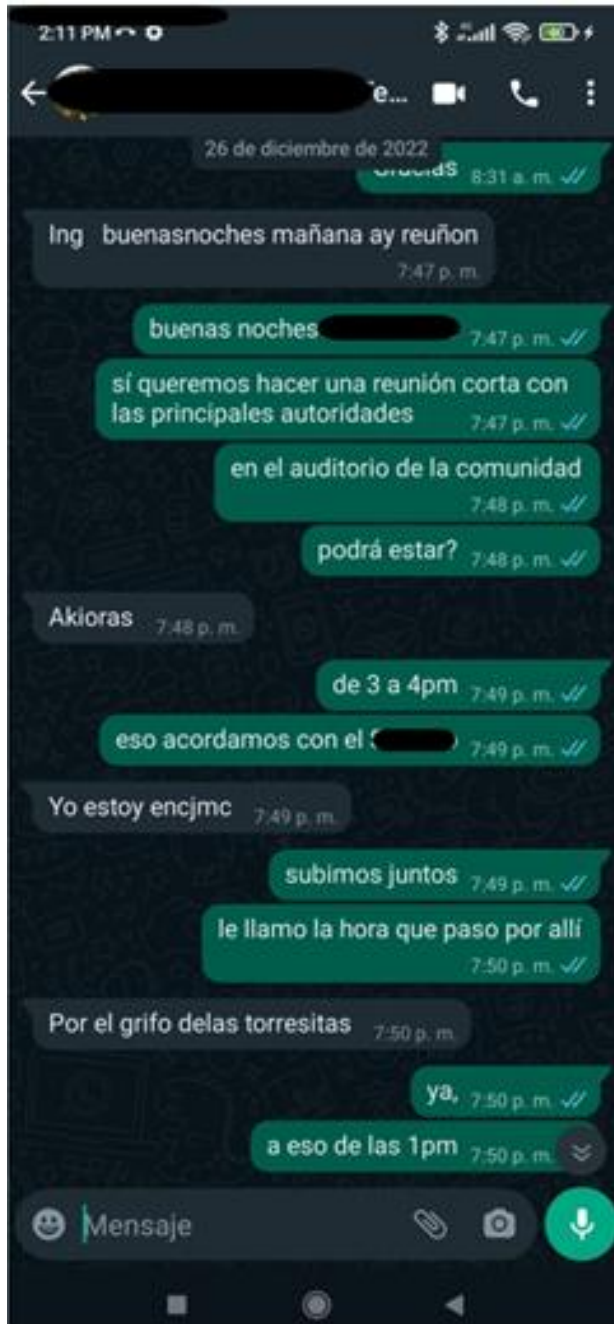 2:11 PM
e...
26 de diciembre de 2022
Gracias 8:31 a. m.
Ing buenasnoches mañana ay reuñon
7:47 p. m.
buenas noches 7:47 p. m.
sí queremos hacer una reunión corta con
las principales autoridades 7:47 p. m.
en el auditorio de la comunidad
7:48 p. m.
podrá estar? 7:48 p. m.
Akioras 7:48 p. m.
de 3 a 4pm 7:49 p. m.
eso acordamos con el 7:49 p. m.
Yo estoy encjmc 7:49 p. m.
subimos juntos 7:49 p. m.
le llamo la hora que paso por allí
7:50 p. m.
Por el grifo delas torresitas 7:50 p. m.
ya, 7:50 p. m.
a eso de las 1pm 7:50 p. m.
Mensaje